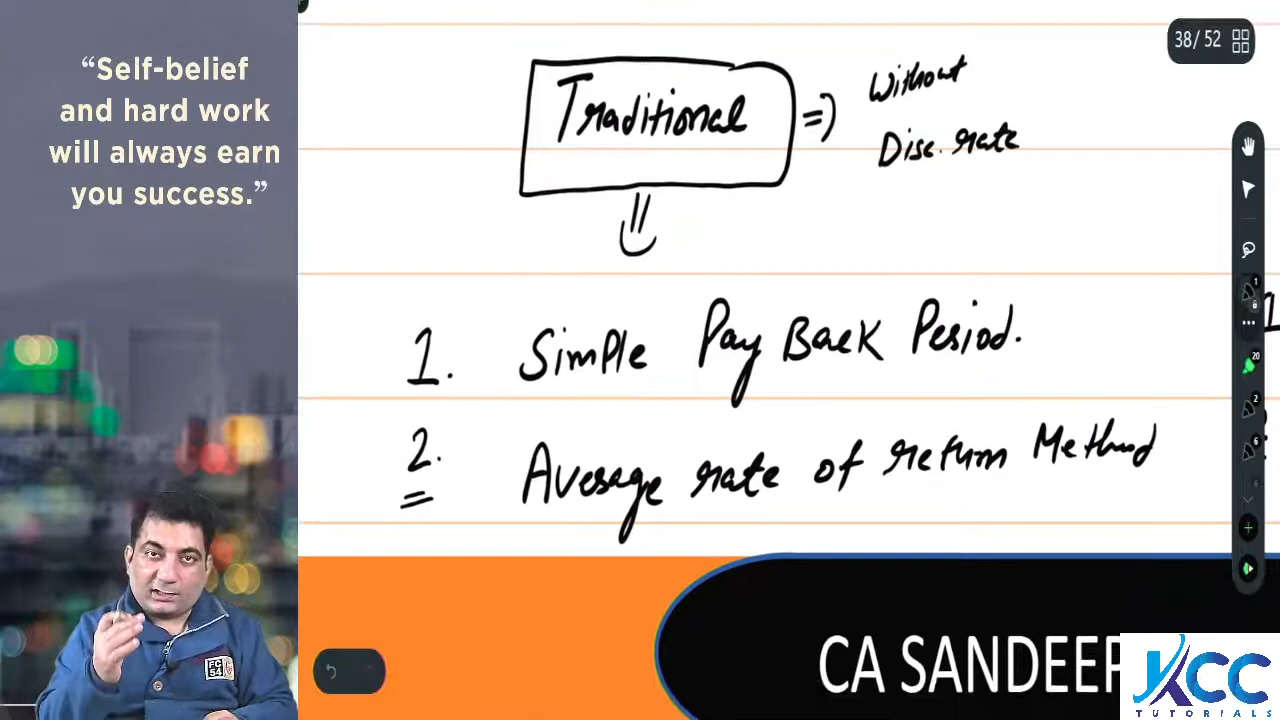 “Self-belief
and hard work
will always earn
you success.”
38/52
Traditional => Without
Disc. rate
1. Simple Pay Back Period.
2. Average rate of return Method
CA SANDEEP
KCC
TUTORIALS